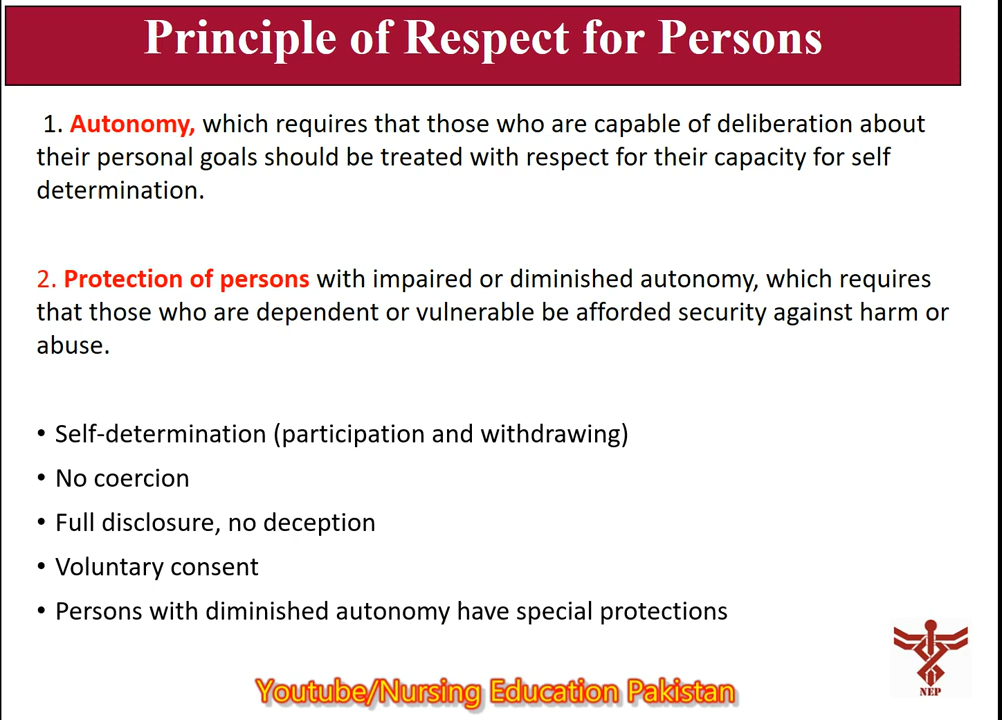 Principle of Respect for Persons
1. Autonomy, which requires that those who are capable of deliberation about
their personal goals should be treated with respect for their capacity for self
determination.
2. Protection of persons with impaired or diminished autonomy, which requires
that those who are dependent or vulnerable be afforded security against harm or
abuse.
• Self-determination (participation and withdrawing)
• No coercion
• Full disclosure, no deception
• Voluntary consent
• Persons with diminished autonomy have special protections
NEP
Youtube/Nursing Education Pakistan